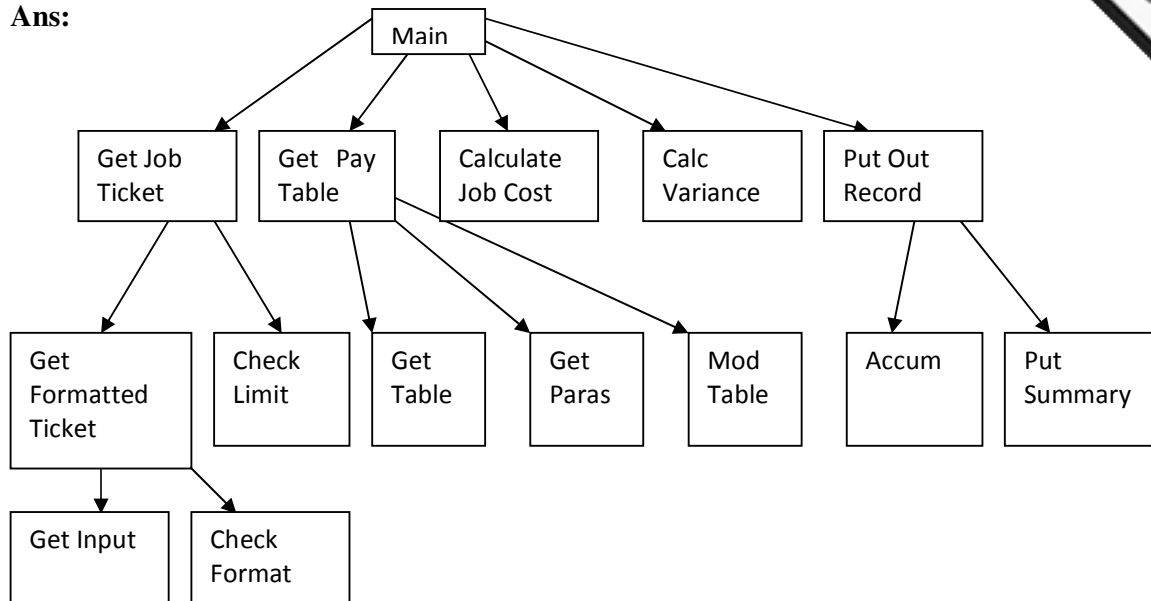 Ans:
Main
Get Job
Ticket
Get Pay
Table
Calculate
Job Cost
Calc
Variance
Put Out
Record
Get
Formatted
Ticket
Check
Limit
Get
Table
Get
Paras
Mod
Table
Accum
Put
Summary
Get Input
Check
Format